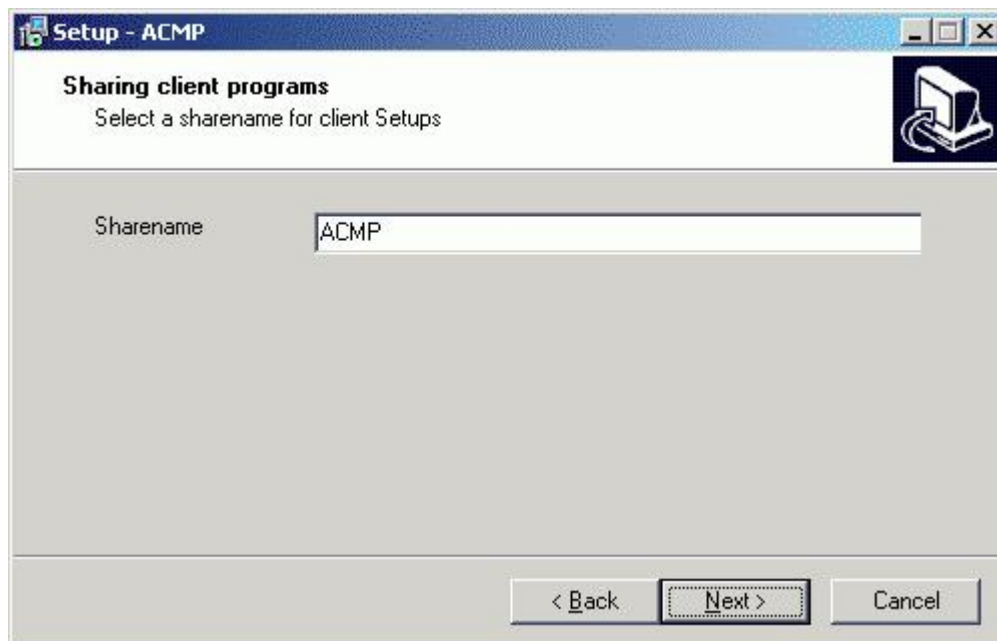 Setup - ACMP
Sharing client programs
Select a sharename for client Setups
Sharename
ACMP
< Back
Next >
Cancel